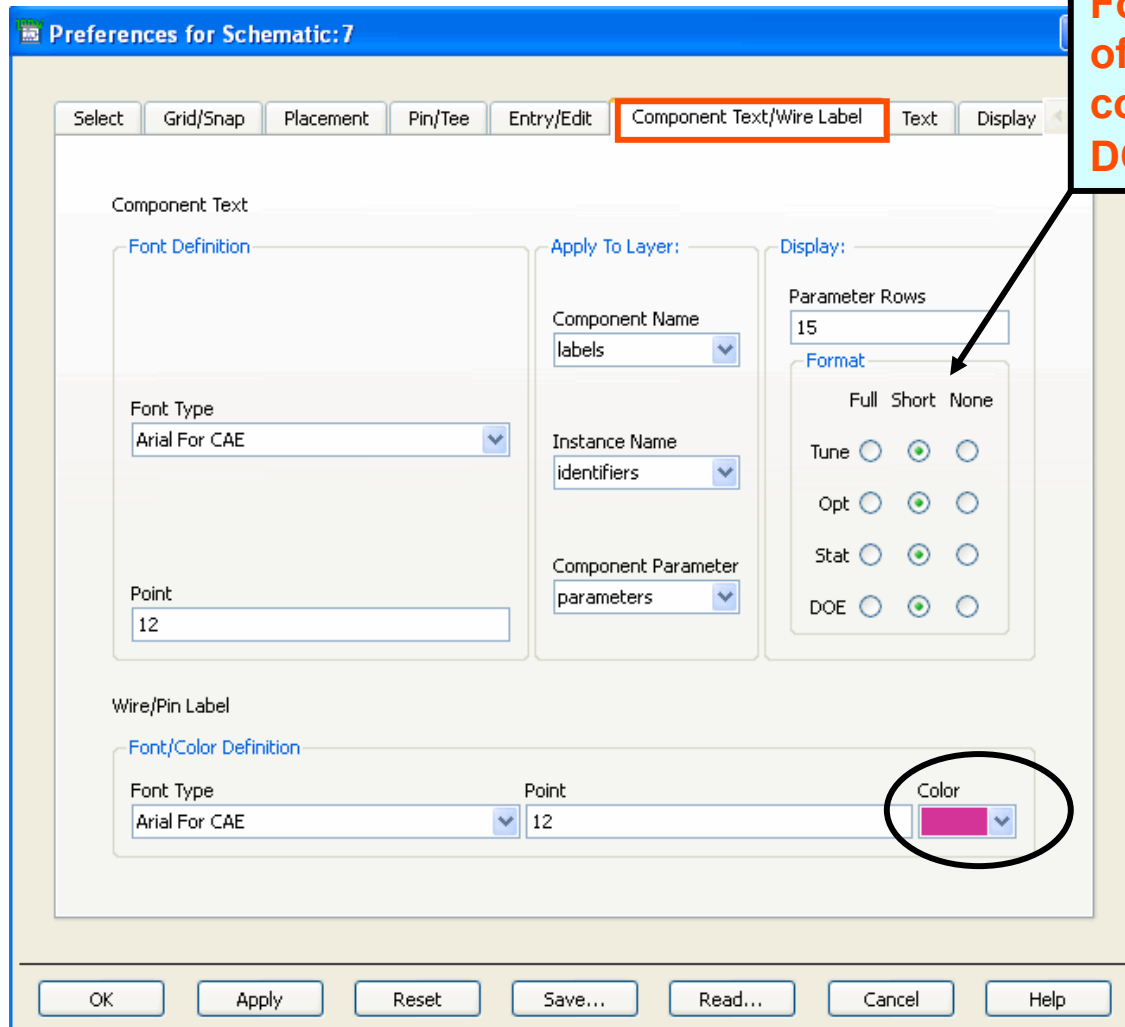 Preferences for Schematic:7
Select Grid/Snap Placement Pin/Tee Entry/Edit Component Text/Wire Label Text Display
of
Component Text
Font Definition
Apply To Layer:
Display:
Font Type
Arial For CAE
Point
12
Component Name
labels
Instance Name
identifiers
Component Parameter
parameters
Parameter Rows
15
Format
Full Short None
Tune
Opt
Stat
DOE
Wire/Pin Label
Font/Color Definition
Font Type Point Color
Arial For CAE 12
OK Apply Reset Save... Read... Cancel Help